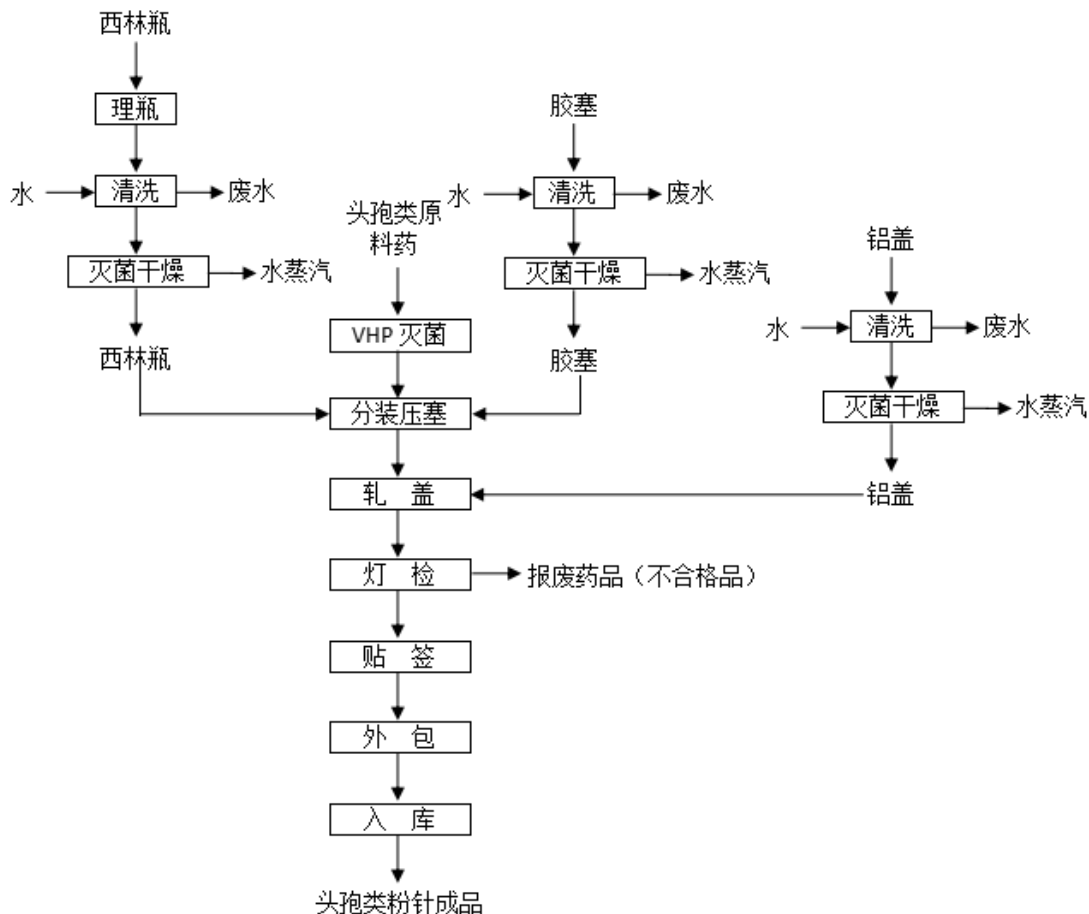 西林瓶
理瓶
水
清洗
废水
灭菌干燥
水蒸汽
西林瓶
头孢类原
料药
VHP 灭菌
胶塞
水
清洗
废水
灭菌干燥
水蒸汽
胶塞
铝盖
水
清洗
废水
灭菌干燥
水蒸汽
铝盖
分装压塞
轧 盖
灯 检
报废药品（不合格品）
贴 签
外 包
入 库
头孢类粉针成品